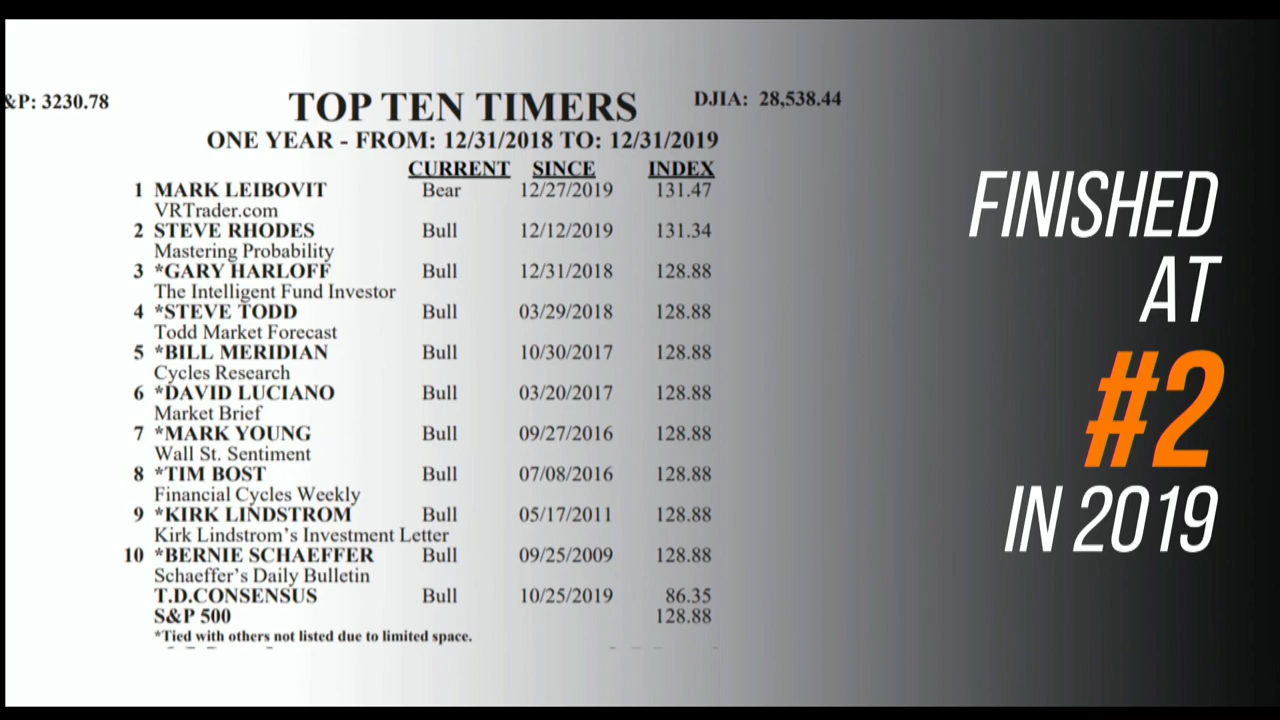 &P: 3230.78
TOP TEN TIMERS
DJIA: 28,538.44
ONE YEAR - FROM: 12/31/2018 TO: 12/31/2019
CURRENT SINCE INDEX
1 MARK LEIBOVIT Bear 12/27/2019 131.47
VRTrader.com
2 STEVE RHODES Bull 12/12/2019 131.34
Mastering Probability
3 *GARY HARLOFF Bull 12/31/2018 128.88
The Intelligent Fund Investor
4 *STEVE TODD Bull 03/29/2018 128.88
Todd Market Forecast
5 *BILL MERIDIAN Bull 10/30/2017 128.88
Cycles Research
6 *DAVID LUCIANO Bull 03/20/2017 128.88
Market Brief
7 *MARK YOUNG Bull 09/27/2016 128.88
Wall St. Sentiment
8 *TIM BOST Bull 07/08/2016 128.88
Financial Cycles Weekly
9 *KIRK LINDSTROM Bull 05/17/2011 128.88
Kirk Lindstrom's Investment Letter
10 *BERNIE SCHAEFFER Bull 09/25/2009 128.88
Schaeffer's Daily Bulletin
T.D.CONSENSUS Bull 10/25/2019 86.35
S&P 500 128.88
*Tied with others not listed due to limited space.
FINISHED
AT
#2
IN 2019